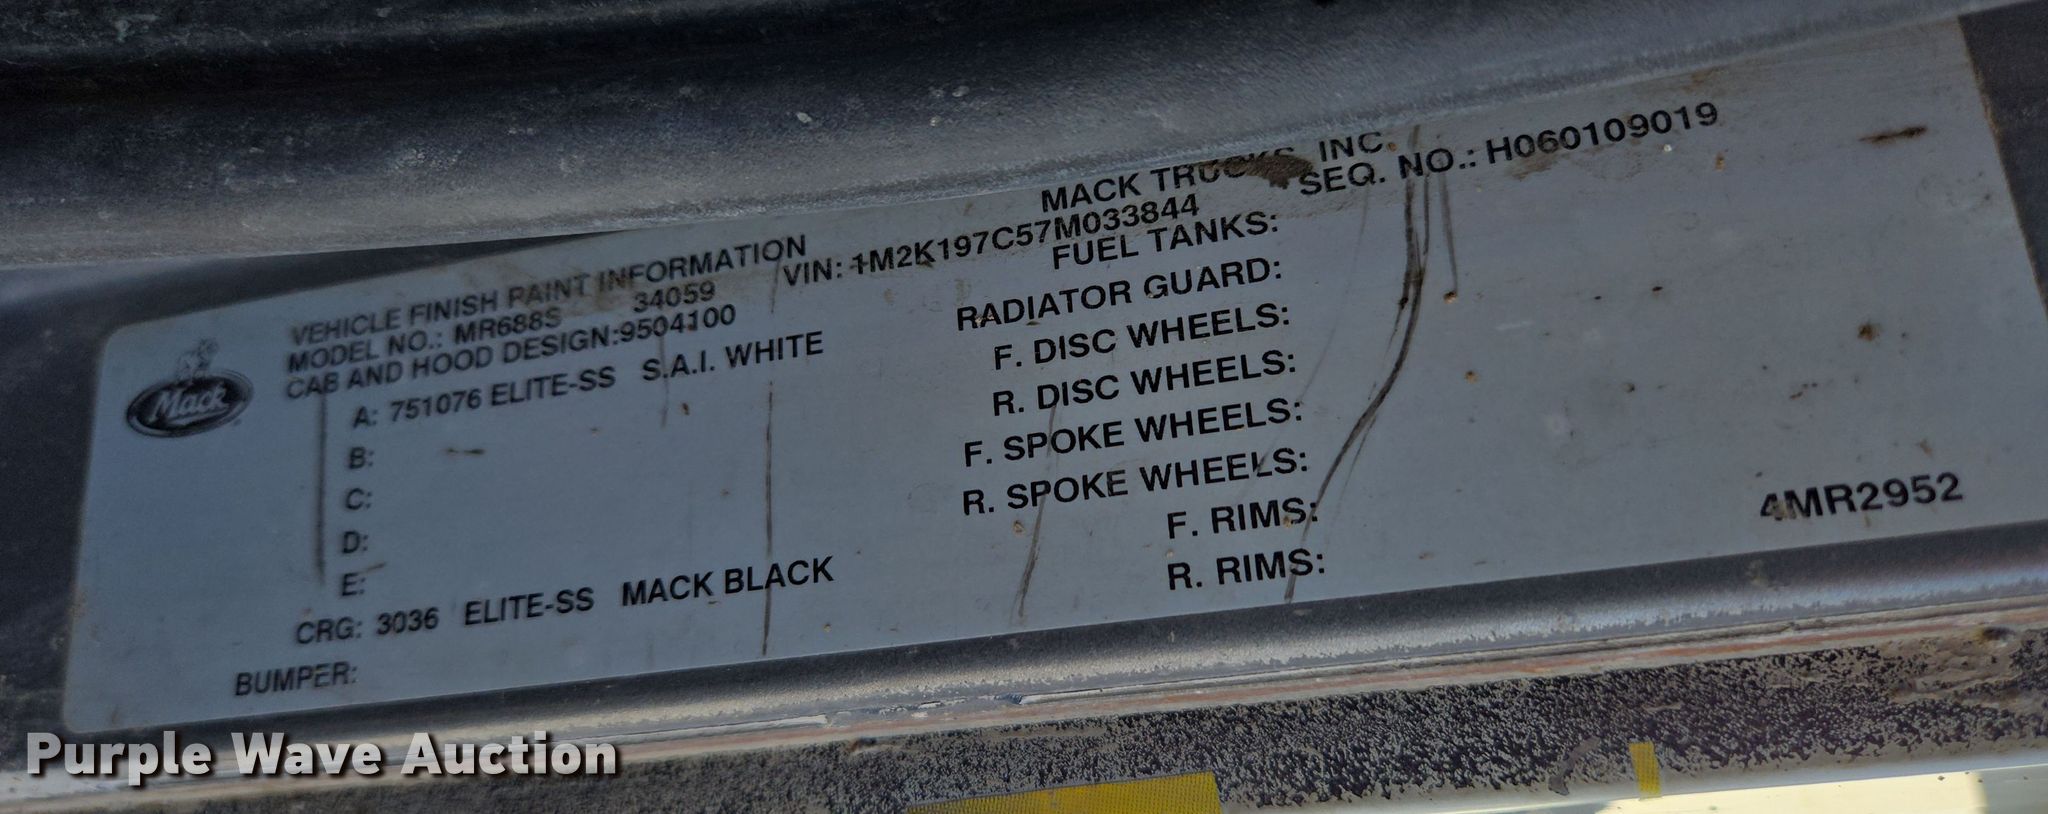 MACK TRUCKS, INC.
VEHICLE FINISH PAINT INFORMATION
VIN: 1M2K197C57M033844
SEQ. NO.: H060109019
MODEL NO.: MR688S 34059
CAB AND HOOD DESIGN:9504100
A: 751076 ELITE-SS S.A.I. WHITE
B:
C:
D:
E:
CRG: 3036 ELITE-SS MACK BLACK
BUMPER:
FUEL TANKS:
RADIATOR GUARD:
F. DISC WHEELS:
R. DISC WHEELS:
F. SPOKE WHEELS:
R. SPOKE WHEELS:
F. RIMS:
R. RIMS:
4MR2952
Mack
Purple Wave Auction